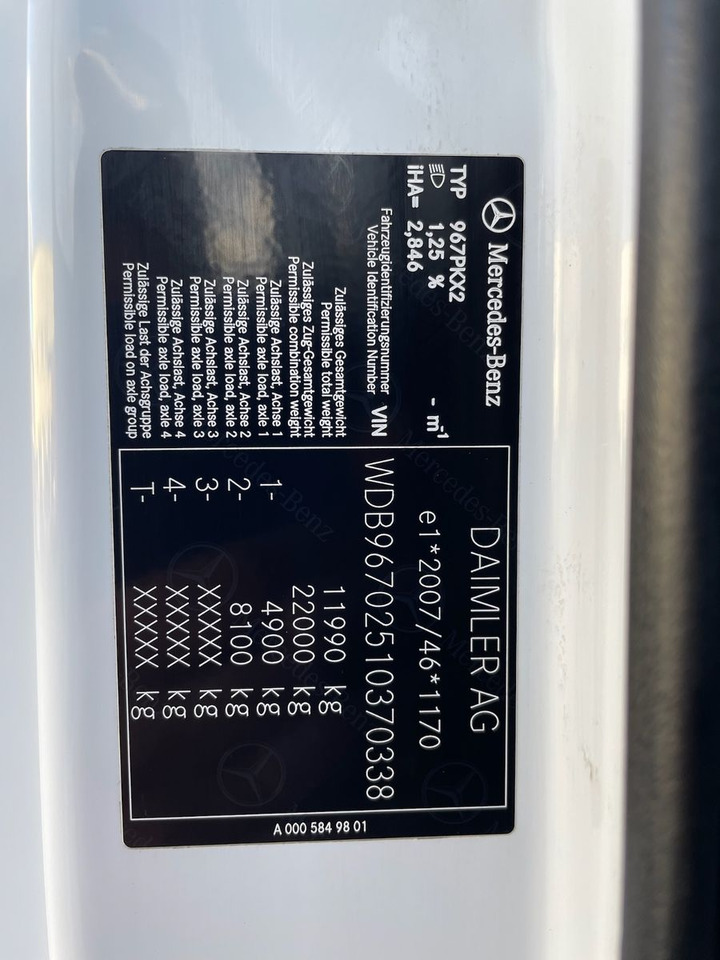 Mercedes-Benz
DAIMLER AG
TYP 967PKX2
1,25 % - m⁻¹ e1*2007/46*1170
iHA= 2,846
Fahrzeugidentifizierungsnummer
Vehicle Identification Number VIN WDB96702510370338
Zulässiges Gesamtgewicht
Permissible total weight 11990 kg
Zulässiges Zug-Gesamtgewicht
Permissible combination weight 22000 kg
Zulässige Achslast, Achse 1
Permissible axle load, axle 1 1- 4900 kg
Zulässige Achslast, Achse 2
Permissible axle load, axle 2 2- 8100 kg
Zulässige Achslast, Achse 3
Permissible axle load, axle 3 3- XXXXX kg
Zulässige Achslast, Achse 4
Permissible axle load, axle 4 4- XXXXX kg
Zulässige Last der Achsgruppe
Permissible load on axle group T- XXXXX kg
A 000 584 98 01